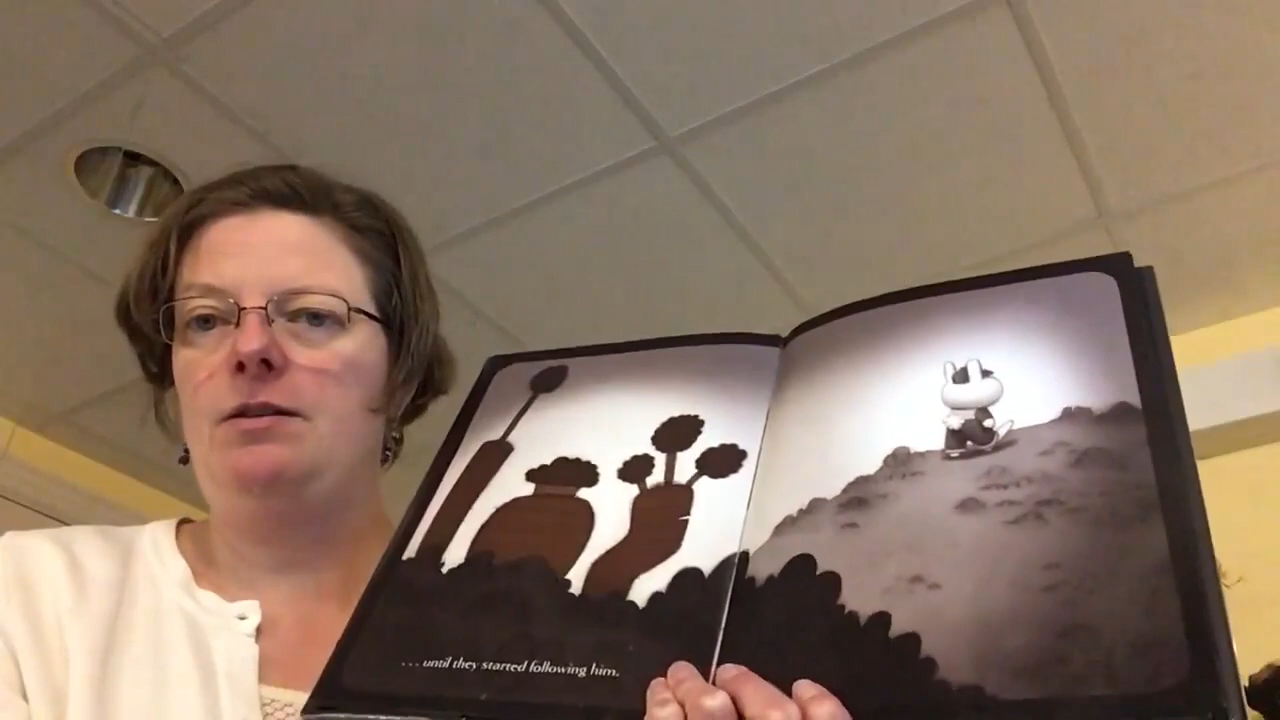 . . . until they started following him.